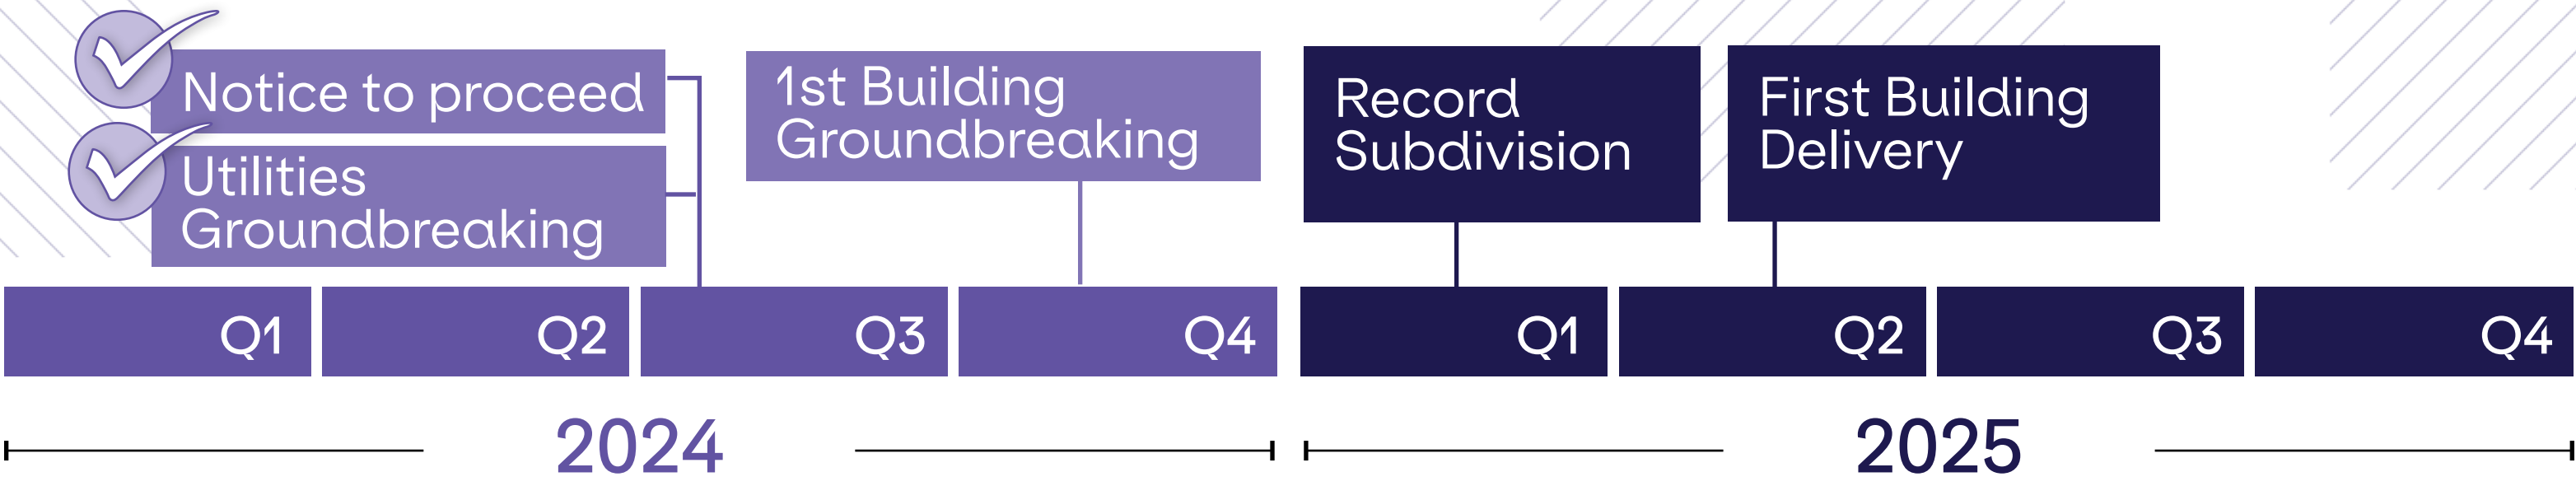 Notice to proceed
Utilities
Groundbreaking
1st Building
Groundbreaking
Record
Subdivision
First Building
Delivery
Q1
Q2
Q3
Q4
Q1
Q2
Q3
Q4
2024
2025